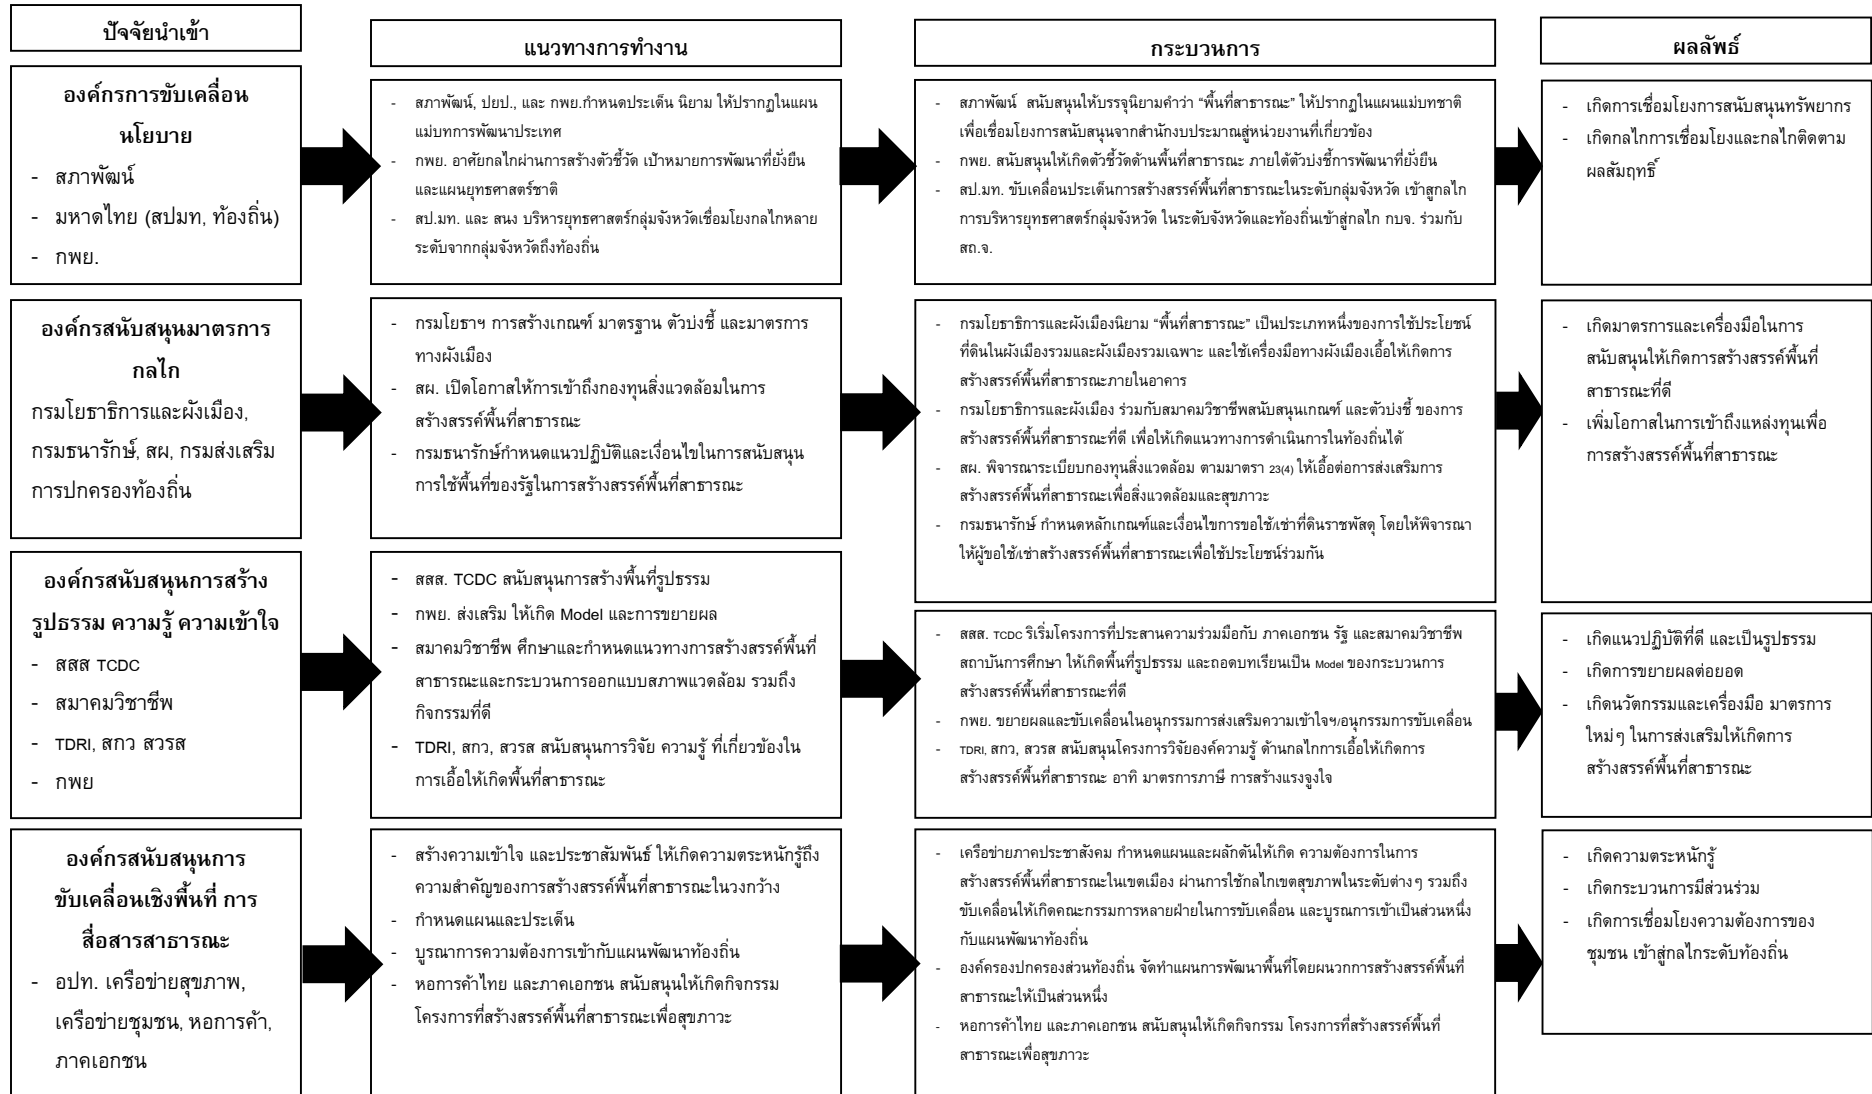 ปัจจัยนำเข้า
แนวทางการทำงาน
กระบวนการ
ผลลัพธ์
องค์กรการขับเคลื่อน
นโยบาย
- สภาพัฒน์
- มหาดไทย (สปมท, ท้องถิ่น)
- กพย.
- สภาพัฒน์, ปยป., และ กพย.กำหนดประเด็น นิยาม ให้ปรากฏในแผน
แม่บทการพัฒนาประเทศ
- กพย. อาศัยกลไกผ่านการสร้างตัวชี้วัด เป้าหมายการพัฒนาที่ยั่งยืน
และแผนยุทธศาสตร์ชาติ
- สป.มท. และ สนง บริหารยุทธศาสตร์กลุ่มจังหวัดเชื่อมโยงกลไกหลาย
ระดับจากกลุ่มจังหวัดถึงท้องถิ่น
- สภาพัฒน์ สนับสนุนให้บรรจุนิยามคำว่า “พื้นที่สาธารณะ” ให้ปรากฏในแผนแม่บทชาติ
เพื่อเชื่อมโยงการสนับสนุนจากสำนักงบประมาณสู่หน่วยงานที่เกี่ยวข้อง
- กพย. สนับสนุนให้เกิดตัวชี้วัดด้านพื้นที่สาธารณะ ภายใต้ตัวบ่งชี้การพัฒนาที่ยั่งยืน
- สป.มท. ขับเคลื่อนประเด็นการสร้างสรรค์พื้นที่สาธารณะในระดับกลุ่มจังหวัด เข้าสู่กลไก
การบริหารยุทธศาสตร์กลุ่มจังหวัด ในระดับจังหวัดและท้องถิ่นเข้าสู่กลไก กบจ. ร่วมกับ
สถ.จ.
- เกิดการเชื่อมโยงการสนับสนุนทรัพยากร
- เกิดกลไกการเชื่อมโยงและกลไกติดตาม
ผลสัมฤทธิ์
องค์กรสนับสนุนมาตรการ
กลไก
กรมโยธาธิการและผังเมือง,
กรมธนารักษ์, สผ, กรมส่งเสริม
การปกครองท้องถิ่น
- กรมโยธาฯ การสร้างเกณฑ์ มาตรฐาน ตัวบ่งชี้ และมาตรการ
ทางผังเมือง
- สผ. เปิดโอกาสให้การเข้าถึงกองทุนสิ่งแวดล้อมในการ
สร้างสรรค์พื้นที่สาธารณะ
- กรมธนารักษ์กำหนดแนวปฏิบัติและเงื่อนไขในการสนับสนุน
การใช้พื้นที่ของรัฐในการสร้างสรรค์พื้นที่สาธารณะ
- กรมโยธาธิการและผังเมืองนิยาม “พื้นที่สาธารณะ” เป็นประเภทหนึ่งของการใช้ประโยชน์
ที่ดินในผังเมืองรวมและผังเมืองรวมเฉพาะ และใช้เครื่องมือทางผังเมืองเอื้อให้เกิดการ
สร้างสรรค์พื้นที่สาธารณะภายในอาคาร
- กรมโยธาธิการและผังเมือง ร่วมกับสมาคมวิชาชีพสนับสนุนเกณฑ์ และตัวบ่งชี้ ของการ
สร้างสรรค์พื้นที่สาธารณะที่ดี เพื่อให้เกิดแนวทางการดำเนินการในท้องถิ่นได้
- สผ. พิจารณาระเบียบกองทุนสิ่งแวดล้อม ตามมาตรา 23(4) ให้เอื้อต่อการส่งเสริมการ
สร้างสรรค์พื้นที่สาธารณะเพื่อสิ่งแวดล้อมและสุขภาวะ
- กรมธนารักษ์ กำหนดหลักเกณฑ์และเงื่อนไขการขอใช้/เช่าที่ดินราชพัสดุ โดยให้พิจารณา
ให้ผู้ขอใช้/เช่าสร้างสรรค์พื้นที่สาธารณะเพื่อใช้ประโยชน์ร่วมกัน
- เกิดมาตรการและเครื่องมือในการ
สนับสนุนให้เกิดการสร้างสรรค์พื้นที่
สาธารณะที่ดี
- เพิ่มโอกาสในการเข้าถึงแหล่งทุนเพื่อ
การสร้างสรรค์พื้นที่สาธารณะ
องค์กรสนับสนุนการสร้าง
รูปธรรม ความรู้ ความเข้าใจ
- สสส TCDC
- สมาคมวิชาชีพ
- TDRI, สกว สวรส
- กพย
- สสส. TCDC สนับสนุนการสร้างพื้นที่รูปธรรม
- กพย. ส่งเสริม ให้เกิด Model และการขยายผล
- สมาคมวิชาชีพ ศึกษาและกำหนดแนวทางการสร้างสรรค์พื้นที่
สาธารณะและกระบวนการออกแบบสภาพแวดล้อม รวมถึง
กิจกรรมที่ดี
- TDRI, สกว, สวรส สนับสนุนการวิจัย ความรู้ ที่เกี่ยวข้องใน
การเอื้อให้เกิดพื้นที่สาธารณะ
- สสส. TCDC ริเริ่มโครงการที่ประสานความร่วมมือกับ ภาคเอกชน รัฐ และสมาคมวิชาชีพ
สถาบันการศึกษา ให้เกิดพื้นที่รูปธรรม และถอดบทเรียนเป็น Model ของกระบวนการ
สร้างสรรค์พื้นที่สาธารณะที่ดี
- กพย. ขยายผลและขับเคลื่อนในอนุกรรมการส่งเสริมความเข้าใจฯ/อนุกรรมการขับเคลื่อน
- TDRI, สกว, สวรส สนับสนุนโครงการวิจัยองค์ความรู้ ด้านกลไกการเอื้อให้เกิดการ
สร้างสรรค์พื้นที่สาธารณะ อาทิ มาตรการภาษี การสร้างแรงจูงใจ
- เกิดแนวปฏิบัติที่ดี และเป็นรูปธรรม
- เกิดการขยายผลต่อยอด
- เกิดนวัตกรรมและเครื่องมือ มาตรการ
ใหม่ๆ ในการส่งเสริมให้เกิดการ
สร้างสรรค์พื้นที่สาธารณะ
องค์กรสนับสนุนการ
ขับเคลื่อนเชิงพื้นที่ การ
สื่อสารสาธารณะ
- อปท. เครือข่ายสุขภาพ,
เครือข่ายชุมชน, หอการค้า,
ภาคเอกชน
- สร้างความเข้าใจ และประชาสัมพันธ์ ให้เกิดความตระหนักรู้ถึง
ความสำคัญของการสร้างสรรค์พื้นที่สาธารณะในวงกว้าง
- กำหนดแผนและประเด็น
- บูรณาการความต้องการเข้ากับแผนพัฒนาท้องถิ่น
- หอการค้าไทย และภาคเอกชน สนับสนุนให้เกิดกิจกรรม
โครงการที่สร้างสรรค์พื้นที่สาธารณะเพื่อสุขภาวะ
- เครือข่ายภาคประชาสังคม กำหนดแผนและผลักดันให้เกิด ความต้องการในการ
สร้างสรรค์พื้นที่สาธารณะในเขตเมือง ผ่านการใช้กลไกเขตสุขภาพในระดับต่างๆ รวมถึง
ขับเคลื่อนให้เกิดคณะกรรมการหลายฝ่ายในการขับเคลื่อน และบูรณการเข้าเป็นส่วนหนึ่ง
กับแผนพัฒนาท้องถิ่น
- องค์ครองปกครองส่วนท้องถิ่น จัดทำแผนการพัฒนาพื้นที่โดยผนวกการสร้างสรรค์พื้นที่
สาธารณะให้เป็นส่วนหนึ่ง
- หอการค้าไทย และภาคเอกชน สนับสนุนให้เกิดกิจกรรม โครงการที่สร้างสรรค์พื้นที่
สาธารณะเพื่อสุขภาวะ
- เกิดความตระหนักรู้
- เกิดกระบวนการมีส่วนร่วม
- เกิดการเชื่อมโยงความต้องการของ
ชุมชน เข้าสู่กลไกระดับท้องถิ่น